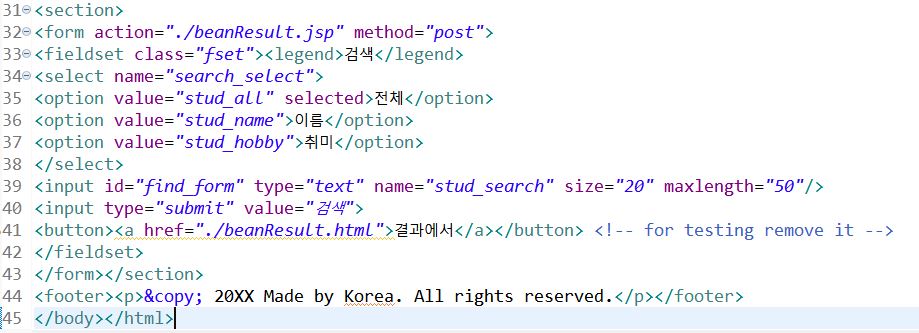 31 <section>
32 <form action="./beanResult.jsp" method="post">
33 <fieldset class="fset"><legend>검색</legend>
34 <select name="search_select">
35 <option value="stud_all" selected>전체</option>
36 <option value="stud_name">이름</option>
37 <option value="stud_hobby">취미</option>
38 </select>
39 <input id="find_form" type="text" name="stud_search" size="20" maxlength="50"/>
40 <input type="submit" value="검색">
41 <button><a href="./beanResult.html">결과에서</a></button> <!-- for testing remove it -->
42 </fieldset>
43 </form></section>
44 <footer><p>&copy; 20XX Made by Korea. All rights reserved.</p></footer>
45 </body></html>